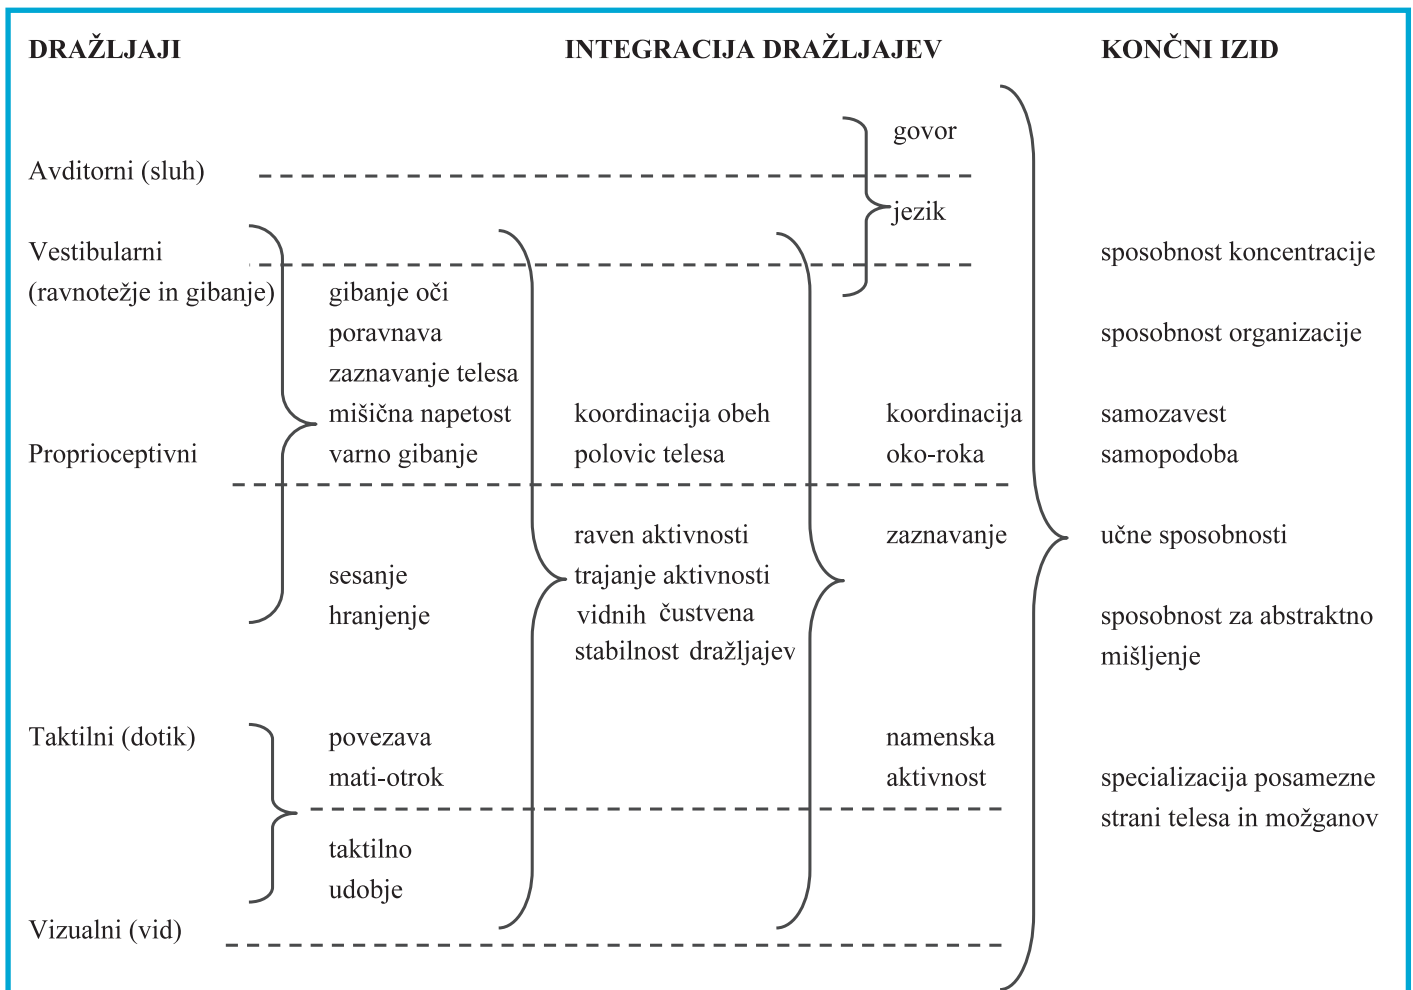 DRAŽLJAJI INTEGRACIJA DRAŽLJAJEV KONČNI IZID
govor
Avditorni (sluh)
jezik
Vestibularni sposobnost koncentracije
(ravnotežje in gibanje) gibanje oči
poravnava sposobnost organizacije
zaznavanje telesa
mišična napetost koordinacija obeh koordinacija samozavest
Proprioceptivni varno gibanje polovic telesa oko-roka samopodoba
raven aktivnosti zaznavanje učne sposobnosti
sesanje trajanje aktivnosti
hranjenje vidnih čustvena sposobnost za abstraktno
stabilnost dražljajev mišljenje
Taktilni (dotik) povezava namenska
mati-otrok aktivnost specializacija posamezne
strani telesa in možganov
taktilno
udobje
Vizualni (vid)